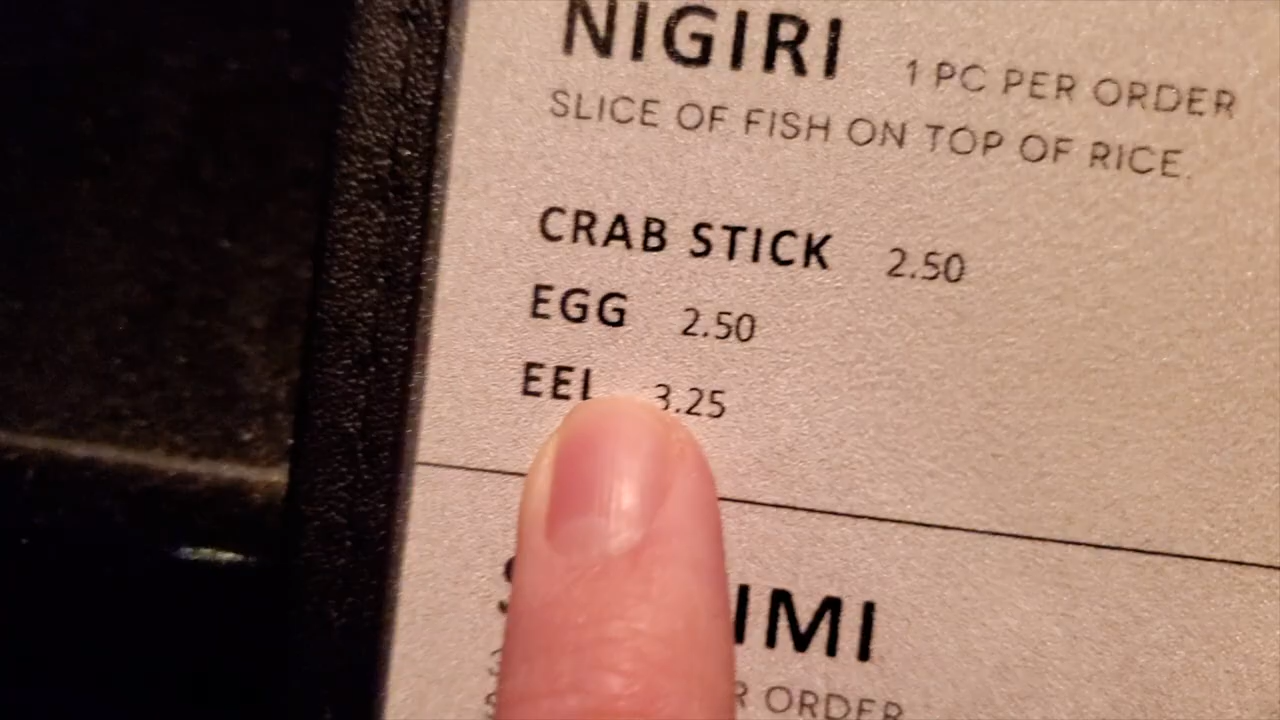 NIGIRI 1 PC PER ORDER
SLICE OF FISH ON TOP OF RICE.
CRAB STICK 2.50
EGG 2.50
EEL 3.25
ORDER